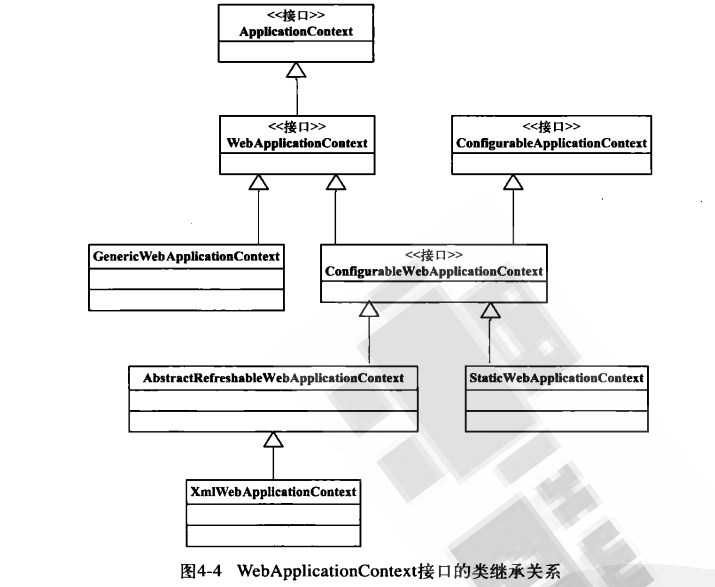 <<接口>>
ApplicationContext
<<接口>>
WebApplicationContext
<<接口>>
ConfigurableApplicationContext
GenericWebApplicationContext
<<接口>>
ConfigurableWebApplicationContext
AbstractRefreshableWebApplicationContext
StaticWebApplicationContext
XmlWebApplicationContext
图4-4 WebApplicationContext接口的类继承关系